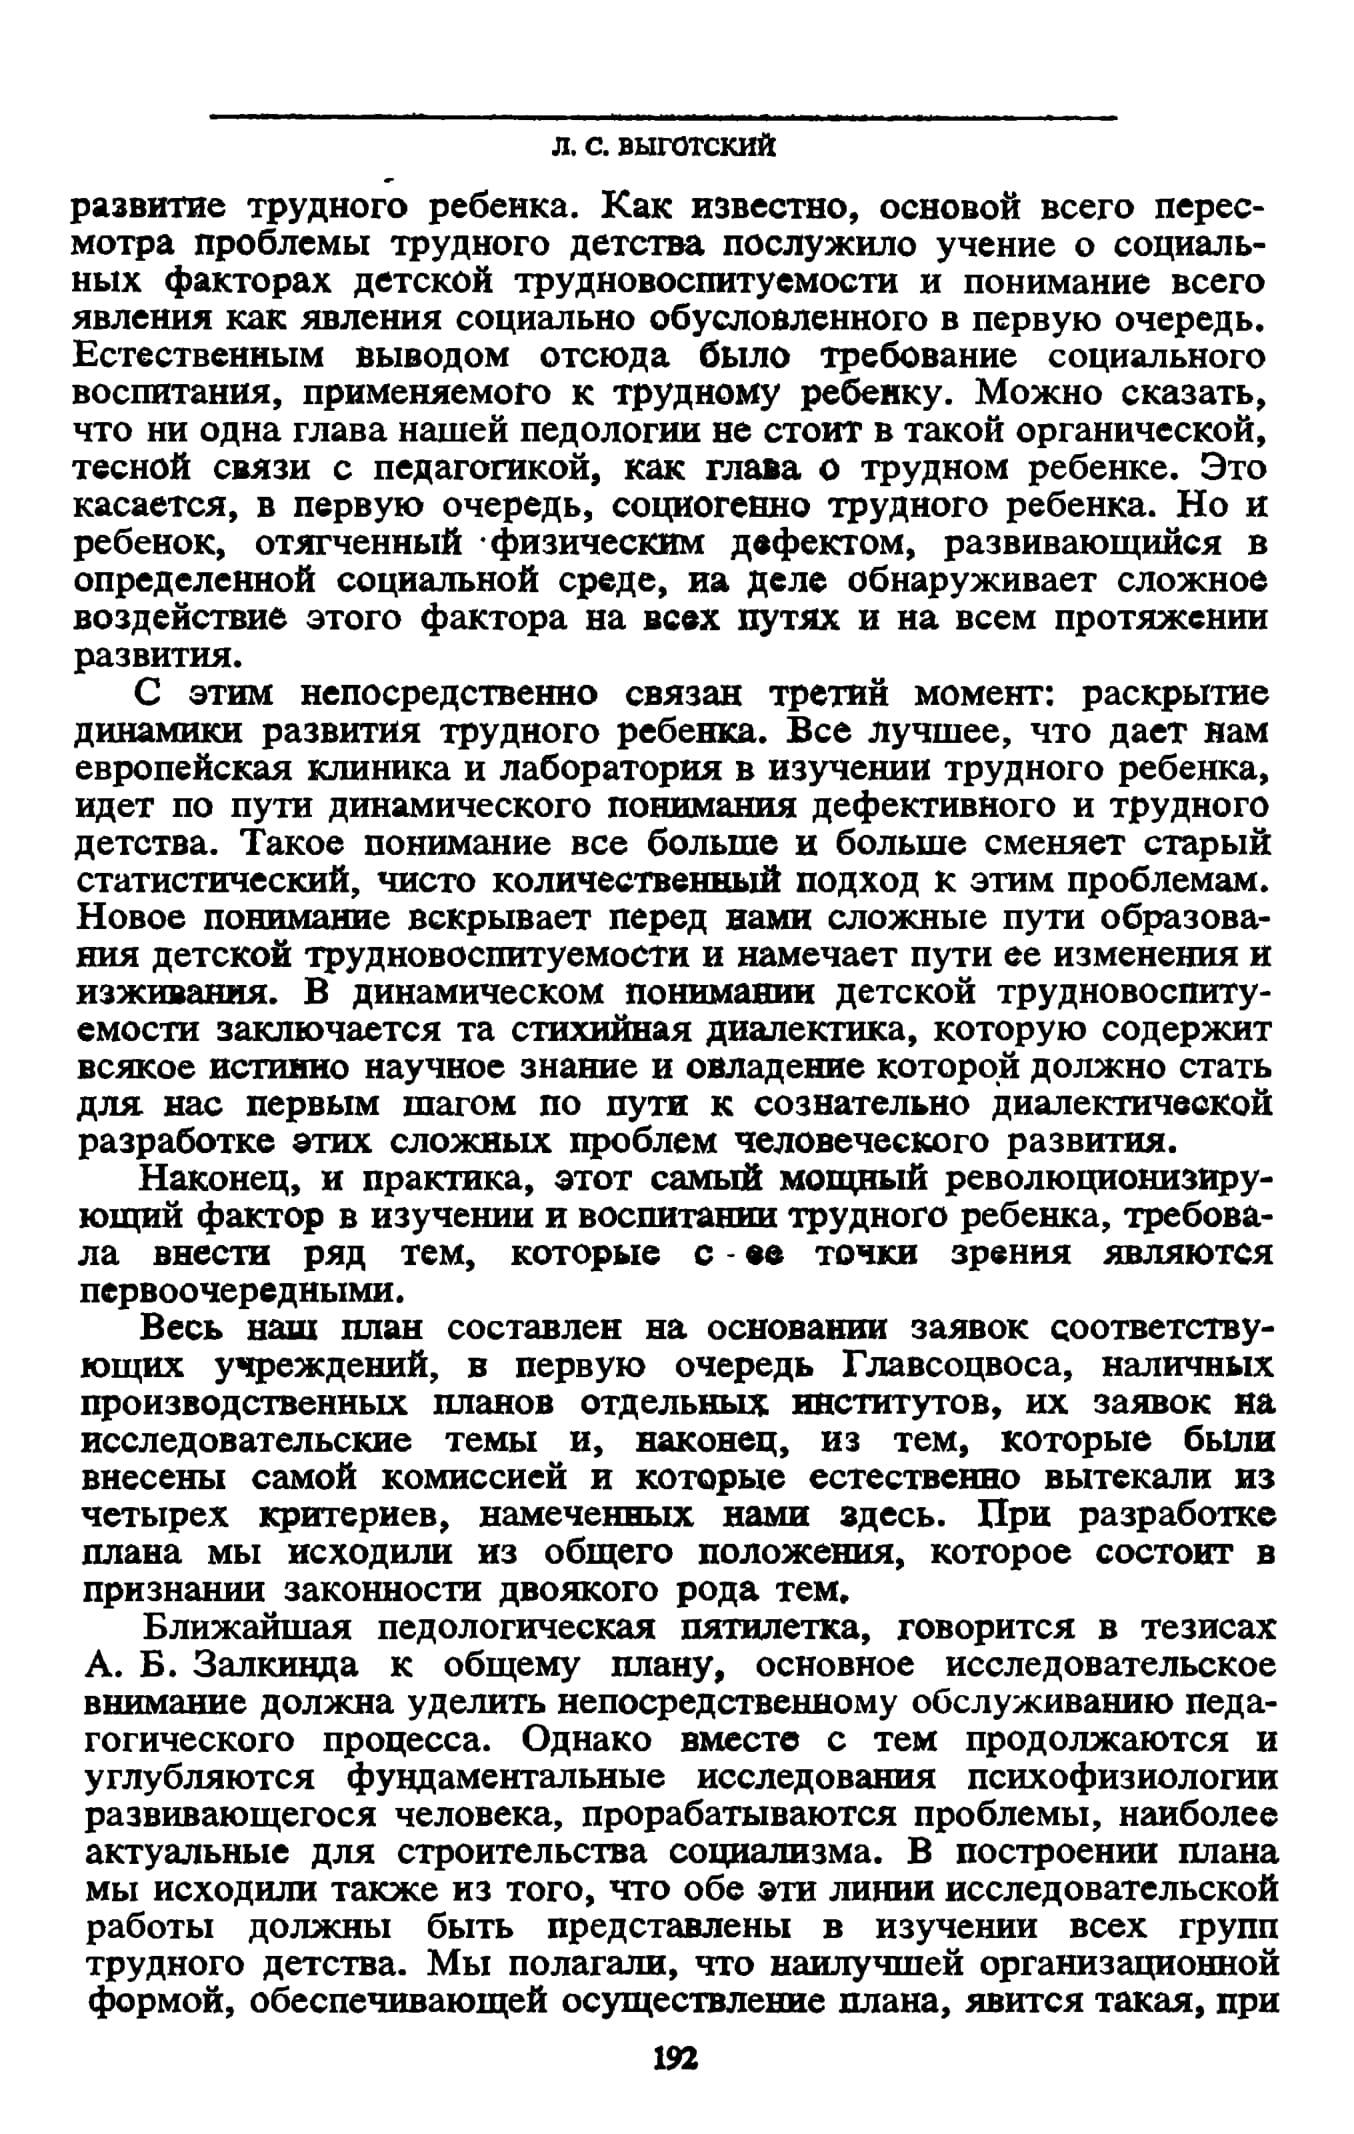 Л. С. ВЫГОТСКИЙ
развитие трудного ребенка. Как известно, основой всего перес-
мотра проблемы трудного детства послужило учение о социаль-
ных факторах детской трудновоспитуемости и понимание всего
явления как явления социально обусловленного в первую очередь.
Естественным выводом отсюда было требование социального
воспитания, применяемого к трудному ребенку. Можно сказать,
что ни одна глава нашей педологии не стоит в такой органической,
тесной связи с педагогикой, как глава о трудном ребенке. Это
касается, в первую очередь, социогенно трудного ребенка. Но и
ребенок, отягченный физическим дефектом, развивающийся в
определенной социальной среде, на деле обнаруживает сложное
воздействие этого фактора на всех путях и на всем протяжении
развития.
С этим непосредственно связан третий момент: раскрытие
динамики развития трудного ребенка. Все лучшее, что дает нам
европейская клиника и лаборатория в изучении трудного ребенка,
идет по пути динамического понимания дефективного и трудного
детства. Такое понимание все больше и больше сменяет старый
статистический, чисто количественный подход к этим проблемам.
Новое понимание вскрывает перед нами сложные пути образова-
ния детской трудновоспитуемости и намечает пути ее изменения и
изживания. В динамическом понимании детской трудновоспиту-
емости заключается та стихийная диалектика, которую содержит
всякое истинно научное знание и овладение которой должно стать
для нас первым шагом по пути к сознательно диалектической
разработке этих сложных проблем человеческого развития.
Наконец, и практика, этот самый мощный революционизиру-
ющий фактор в изучении и воспитании трудного ребенка, требова-
ла внести ряд тем, которые с ее точки зрения являются
первоочередными.
Весь наш план составлен на основании заявок соответству-
ющих учреждений, в первую очередь Главсоцвоса, наличных
производственных планов отдельных институтов, их заявок на
исследовательские темы и, наконец, из тем, которые были
внесены самой комиссией и которые естественно вытекали из
четырех критериев, намеченных нами здесь. При разработке
плана мы исходили из общего положения, которое состоит в
признании законности двоякого рода тем.
Ближайшая педологическая пятилетка, говорится в тезисах
А. Б. Залкинда к общему плану, основное исследовательское
внимание должна уделить непосредственному обслуживанию педа-
гогического процесса. Однако вместе с тем продолжаются и
углубляются фундаментальные исследования психофизиологии
развивающегося человека, прорабатываются проблемы, наиболее
актуальные для строительства социализма. В построении плана
мы исходили также из того, что обе эти линии исследовательской
работы должны быть представлены в изучении всех групп
трудного детства. Мы полагали, что наилучшей организационной
формой, обеспечивающей осуществление плана, явится такая, при
192